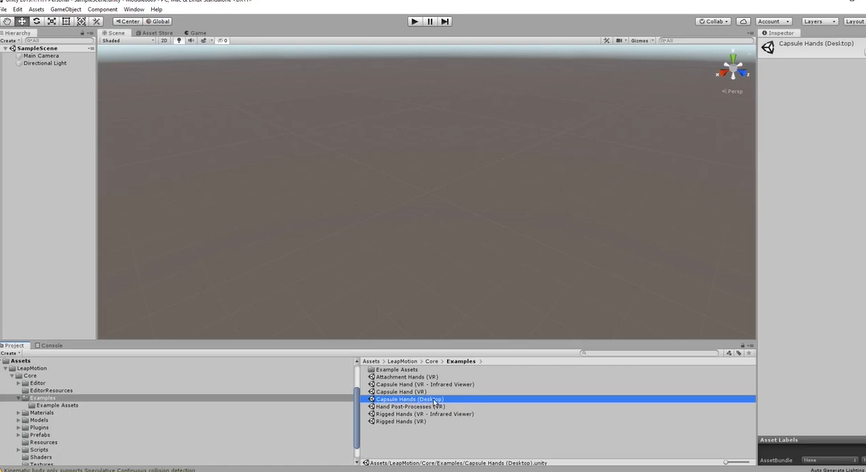 File Edit Assets GameObject Component Window Help
Center Global Collab Account Layers Layout
Hierarchy Scene Asset Store Game Inspector
Create Shaded 2D Gizmos
SampleScene
Main Camera
Directional Light
Capsule Hands (Desktop)
Persp
Project Console
Create
Assets
LeapMotion
Core
Editor
EditorResources
Examples
Example Assets
Materials
Models
Plugins
Prefabs
Resources
Scripts
Shaders
Assets LeapMotion Core Examples
Example Assets
Attachment Hands (VR)
Capsule Hand (VR - Infrared Viewer)
Capsule Hand (VR)
Capsule Hands (Desktop)
Hand Post-Processes (VR)
Rigged Hands (VR - Infrared Viewer)
Rigged Hands (VR)
Assets/LeapMotion/Core/Examples/Capsule Hands (Desktop).unity
Asset Labels
AssetBundle None
Kinematic body only supports Speculative Continuous collision detection
Auto Generate Lighting